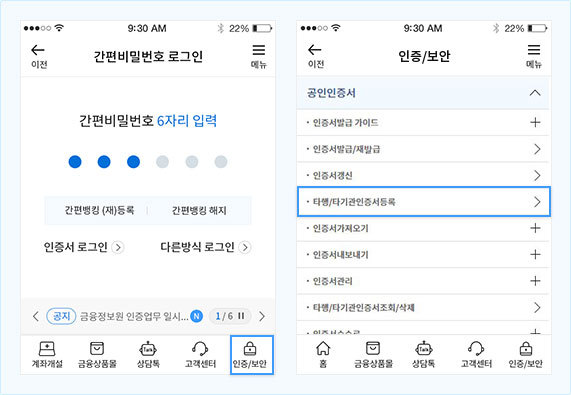 9:30 AM
22%
이전
간편비밀번호 로그인
메뉴
간편비밀번호 6자리 입력
간편뱅킹 (재)등록
간편뱅킹 해지
인증서 로그인
다른방식 로그인
공지 금융정보원 인증업무 일시... N 1 / 6
계좌개설
금융상품몰
Talk
상담톡
고객센터
인증/보안
9:30 AM
22%
이전
인증/보안
메뉴
공인인증서
· 인증서발급 가이드
· 인증서발급/재발급
· 인증서갱신
· 타행/타기관인증서등록
· 인증서가져오기
· 인증서내보내기
· 인증서관리
· 타행/타기관인증서조회/삭제
· 인증서수수료
홈
금융상품몰
Talk
상담톡
고객센터
인증/보안